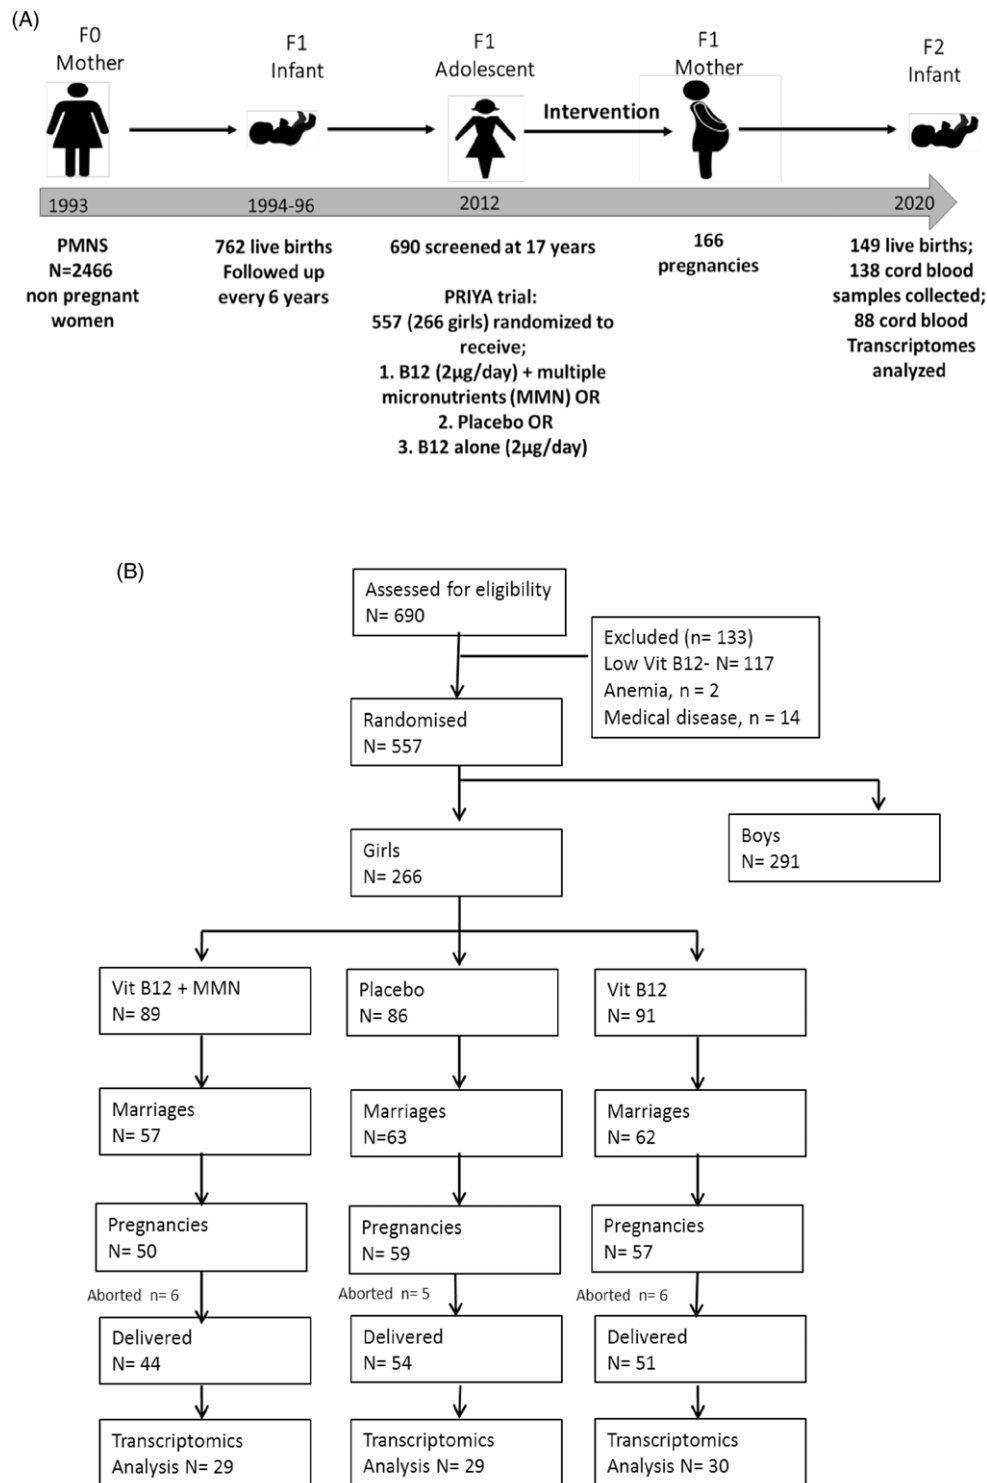 (A)
F0
Mother
F1
Infant
F1
Adolescent
Intervention
F1
Mother
F2
Infant
1993
1994-96
2012
2020
PMNS
N=2466
non pregnant
women
762 live births
Followed up
every 6 years
690 screened at 17 years
PRIYA trial:
557 (266 girls) randomized to
receive;
1. B12 (2µg/day) + multiple
micronutrients (MMN) OR
2. Placebo OR
3. B12 alone (2µg/day)
166
pregnancies
149 live births;
138 cord blood
samples collected;
88 cord blood
Transcriptomes
analyzed
(B)
Assessed for eligibility
N= 690
Excluded (n= 133)
Low Vit B12- N= 117
Anemia, n = 2
Medical disease, n = 14
Randomised
N= 557
Girls
N= 266
Boys
N= 291
Vit B12 + MMN
N= 89
Placebo
N= 86
Vit B12
N= 91
Marriages
N= 57
Marriages
N=63
Marriages
N= 62
Pregnancies
N= 50
Pregnancies
N= 59
Pregnancies
N= 57
Aborted n= 6
Aborted n= 5
Aborted n= 6
Delivered
N= 44
Delivered
N= 54
Delivered
N= 51
Transcriptomics
Analysis N= 29
Transcriptomics
Analysis N= 29
Transcriptomics
Analysis N= 30